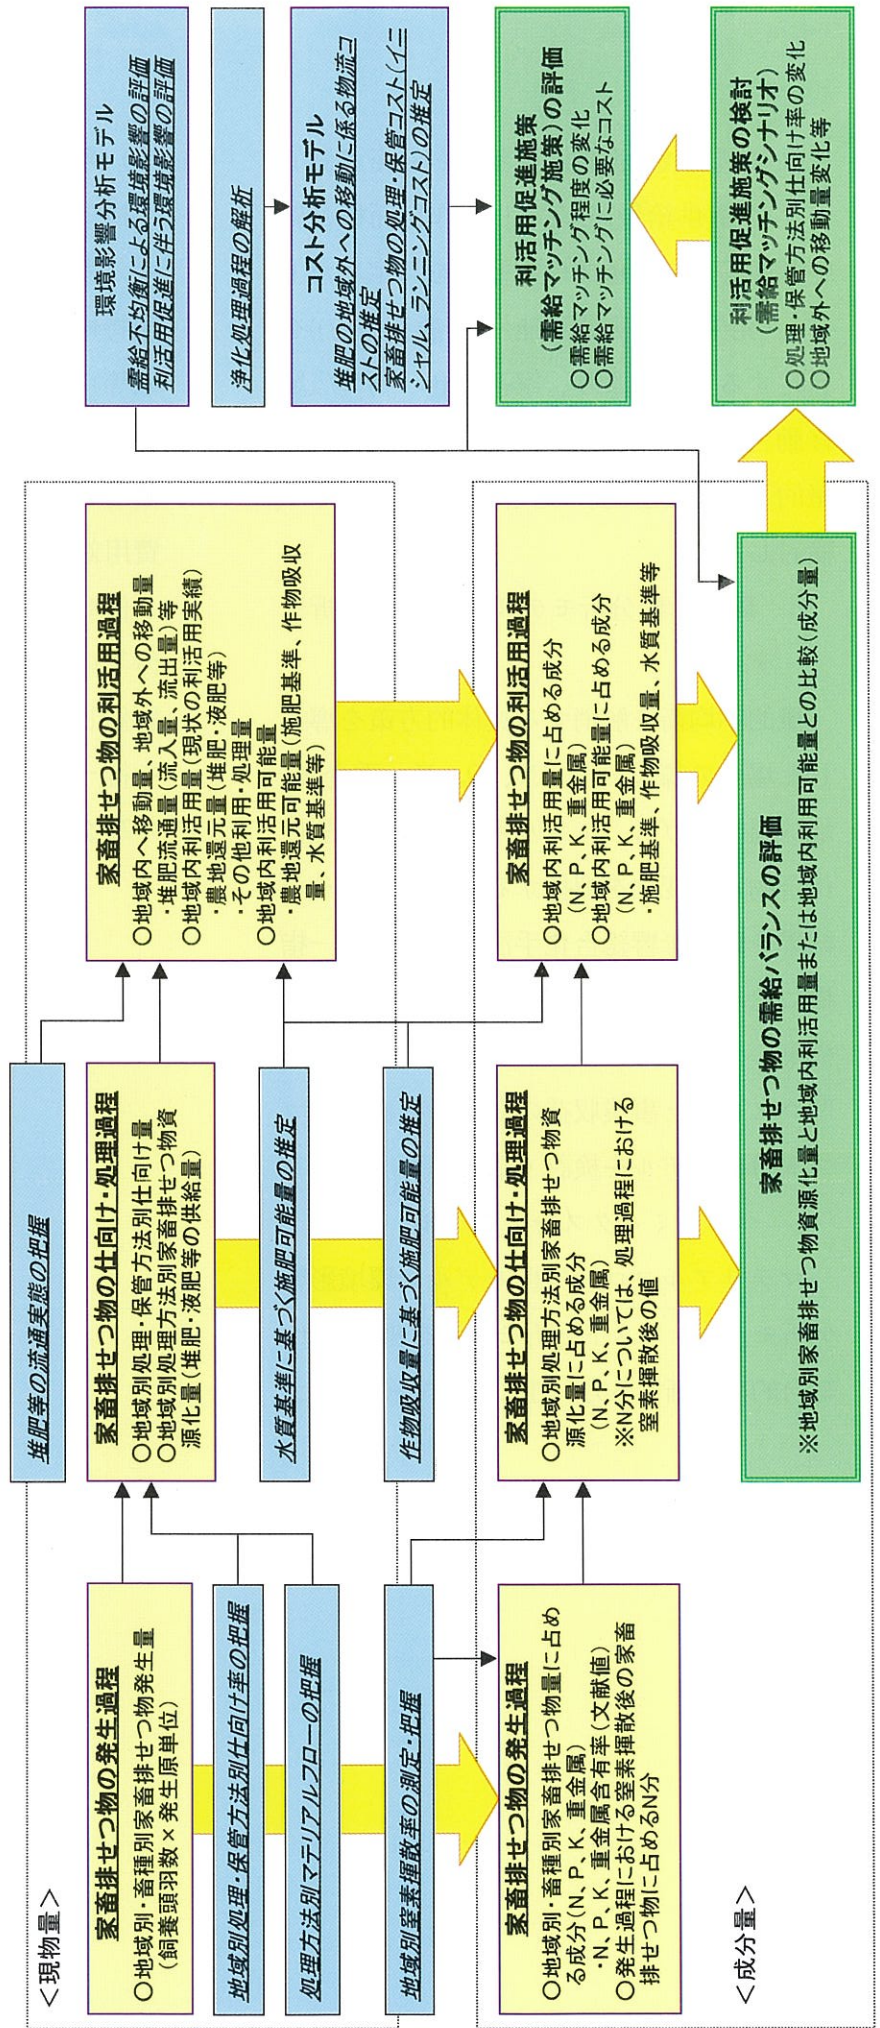 <現物量>
家畜排せつ物の発生過程
○地域別・畜種別家畜排せつ物発生量
(飼養頭羽数×発生原単位)
地域別処理・保管方法別仕向け率の把握
処理方法別マテリアルフローの把握
地域別窒素揮散率の測定・把握
<成分量>
家畜排せつ物の発生過程
○地域別・畜種別家畜排せつ物量に占め
る成分(N、P、K、重金属)
・N、P、K、重金属含有率(文献値)
○発生過程における窒素揮散後の家畜
排せつ物に占めるN分
堆肥等の流通実態の把握
家畜排せつ物の仕向け・処理過程
○地域別処理・保管方法別仕向け量
○地域別処理方法別家畜排せつ物資
源化量(堆肥・液肥等の供給量)
水質基準に基づく施肥可能量の推定
作物吸収量に基づく施肥可能量の推定
家畜排せつ物の仕向け・処理過程
○地域別処理方法別家畜排せつ物資
源化量に占める成分
(N、P、K、重金属)
※N分については、処理過程における
窒素揮散後の値
家畜排せつ物の利活用過程
○地域内へ移動量、地域外への移動量
・堆肥流通量(流入量、流出量)等
○地域内利活用量(現状の利活用実績)
・農地還元量(堆肥・液肥等)
・その他利用・処理量
○地域内利活用可能量
・農地還元可能量(施肥基準、作物吸収
量、水質基準等)
家畜排せつ物の利活用過程
○地域内利活用量に占める成分
(N、P、K、重金属)
○地域内利活用可能量に占める成分
(N、P、K、重金属)
・施肥基準、作物吸収量、水質基準等
家畜排せつ物の需給バランスの評価
※地域別家畜排せつ物資源化量と地域内利活用量または地域内利用可能量との比較(成分量)
環境影響分析モデル
需給不均衡による環境影響の評価
利活用促進に伴う環境影響の評価
浄化処理過程の解析
コスト分析モデル
堆肥の地域外への移動に係る物流コ
ストの推定
家畜排せつ物の処理・保管コスト(イニ
シャル、ランニングコスト)の推定
利活用促進施策
(需給マッチング施策)の評価
○需給マッチング程度の変化
○需給マッチングに必要なコスト
利活用促進施策の検討
(需給マッチングシナリオ)
○処理・保管方法別仕向け率の変化
○地域外への移動量変化等